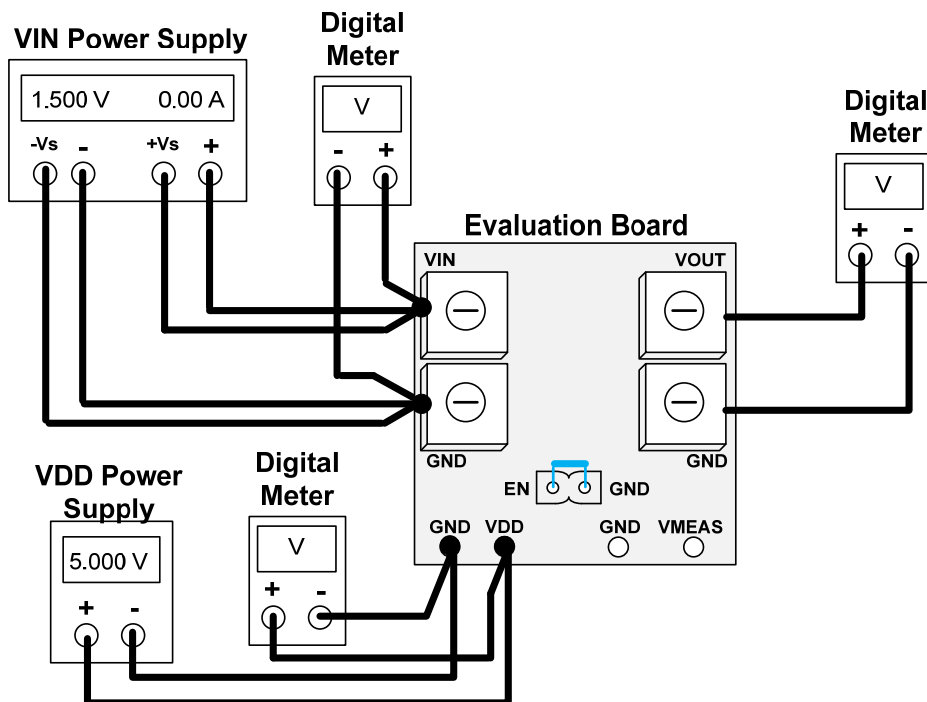 VIN Power Supply
1.500 V 0.00 A
-Vs - +Vs +
Digital
Meter
V
- +
Digital
Meter
V
+ -
Evaluation Board
VIN
VOUT
GND
GND
EN
GND
GND VDD
GND VMEAS
VDD Power
Supply
5.000 V
+ -
Digital
Meter
V
+ -